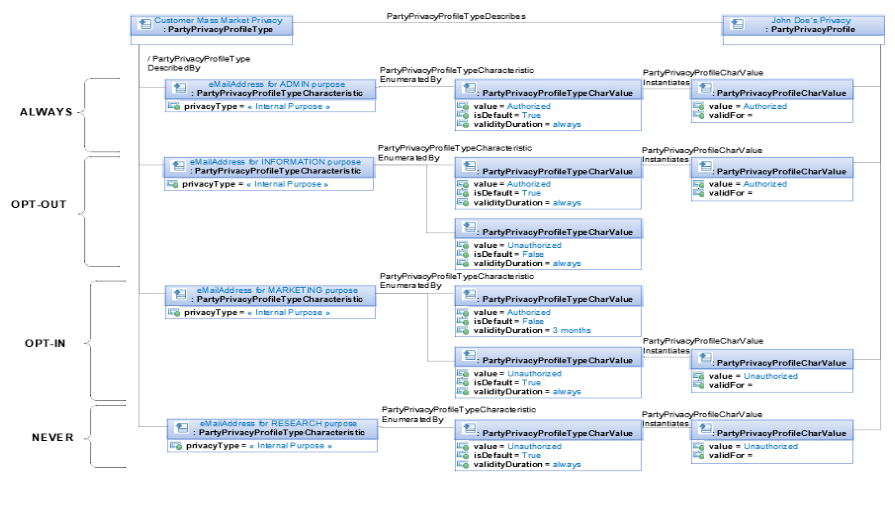 Customer Mass Market Privacy
: PartyPrivacyProfileType
PartyPrivacyProfileTypeDescribes
John Doe's Privacy
: PartyPrivacyProfile
/ PartyPrivacyProfileType
DescribedBy
ALWAYS
eMailAddress for ADMIN purpose
: PartyPrivacyProfileTypeCharacteristic
privacyType = « Internal Purpose »
PartyPrivacyProfileTypeCharacteristic
EnumeratedBy
: PartyPrivacyProfileTypeCharValue
value = Authorized
isDefault = True
validityDuration = always
PartyPrivacyProfileCharValue
Instantiates
: PartyPrivacyProfileCharValue
value = Authorized
validFor =
OPT-OUT
eMailAddress for INFORMATION purpose
: PartyPrivacyProfileTypeCharacteristic
privacyType = « Internal Purpose »
PartyPrivacyProfileTypeCharacteristic
EnumeratedBy
: PartyPrivacyProfileTypeCharValue
value = Authorized
isDefault = True
validityDuration = always
PartyPrivacyProfileCharValue
Instantiates
: PartyPrivacyProfileCharValue
value = Authorized
validFor =
: PartyPrivacyProfileTypeCharValue
value = Unauthorized
isDefault = False
validityDuration = always
OPT-IN
eMailAddress for MARKETING purpose
: PartyPrivacyProfileTypeCharacteristic
privacyType = « Internal Purpose »
PartyPrivacyProfileTypeCharacteristic
EnumeratedBy
: PartyPrivacyProfileTypeCharValue
value = Authorized
isDefault = False
validityDuration = 3 months
: PartyPrivacyProfileTypeCharValue
value = Unauthorized
isDefault = True
validityDuration = always
PartyPrivacyProfileCharValue
Instantiates
: PartyPrivacyProfileCharValue
value = Unauthorized
validFor =
NEVER
eMailAddress for RESEARCH purpose
: PartyPrivacyProfileTypeCharacteristic
privacyType = « Internal Purpose »
PartyPrivacyProfileTypeCharacteristic
EnumeratedBy
: PartyPrivacyProfileTypeCharValue
value = Unauthorized
isDefault = True
validityDuration = always
PartyPrivacyProfileCharValue
Instantiates
: PartyPrivacyProfileCharValue
value = Unauthorized
validFor =